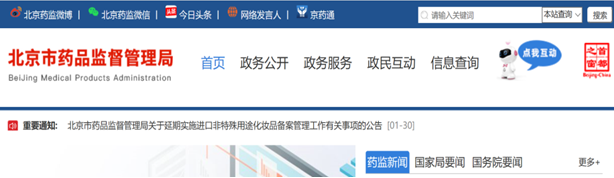 北京药监微博 | 北京药监微信 | 今日头条 | 网络发言人 | 京药通 请输入关键词 本站查询 搜索
北京市药品监督管理局
BeiJing Medical Products Administration
首页 政务公开 政务服务 政民互动 信息查询
点我互动
首都之窗
Beijing-China
重要通知: 北京市药品监督管理局关于延期实施进口非特殊用途化妆品备案管理工作有关事项的公告 [01-30]
药监新闻 国家局要闻 国务院要闻 更多+